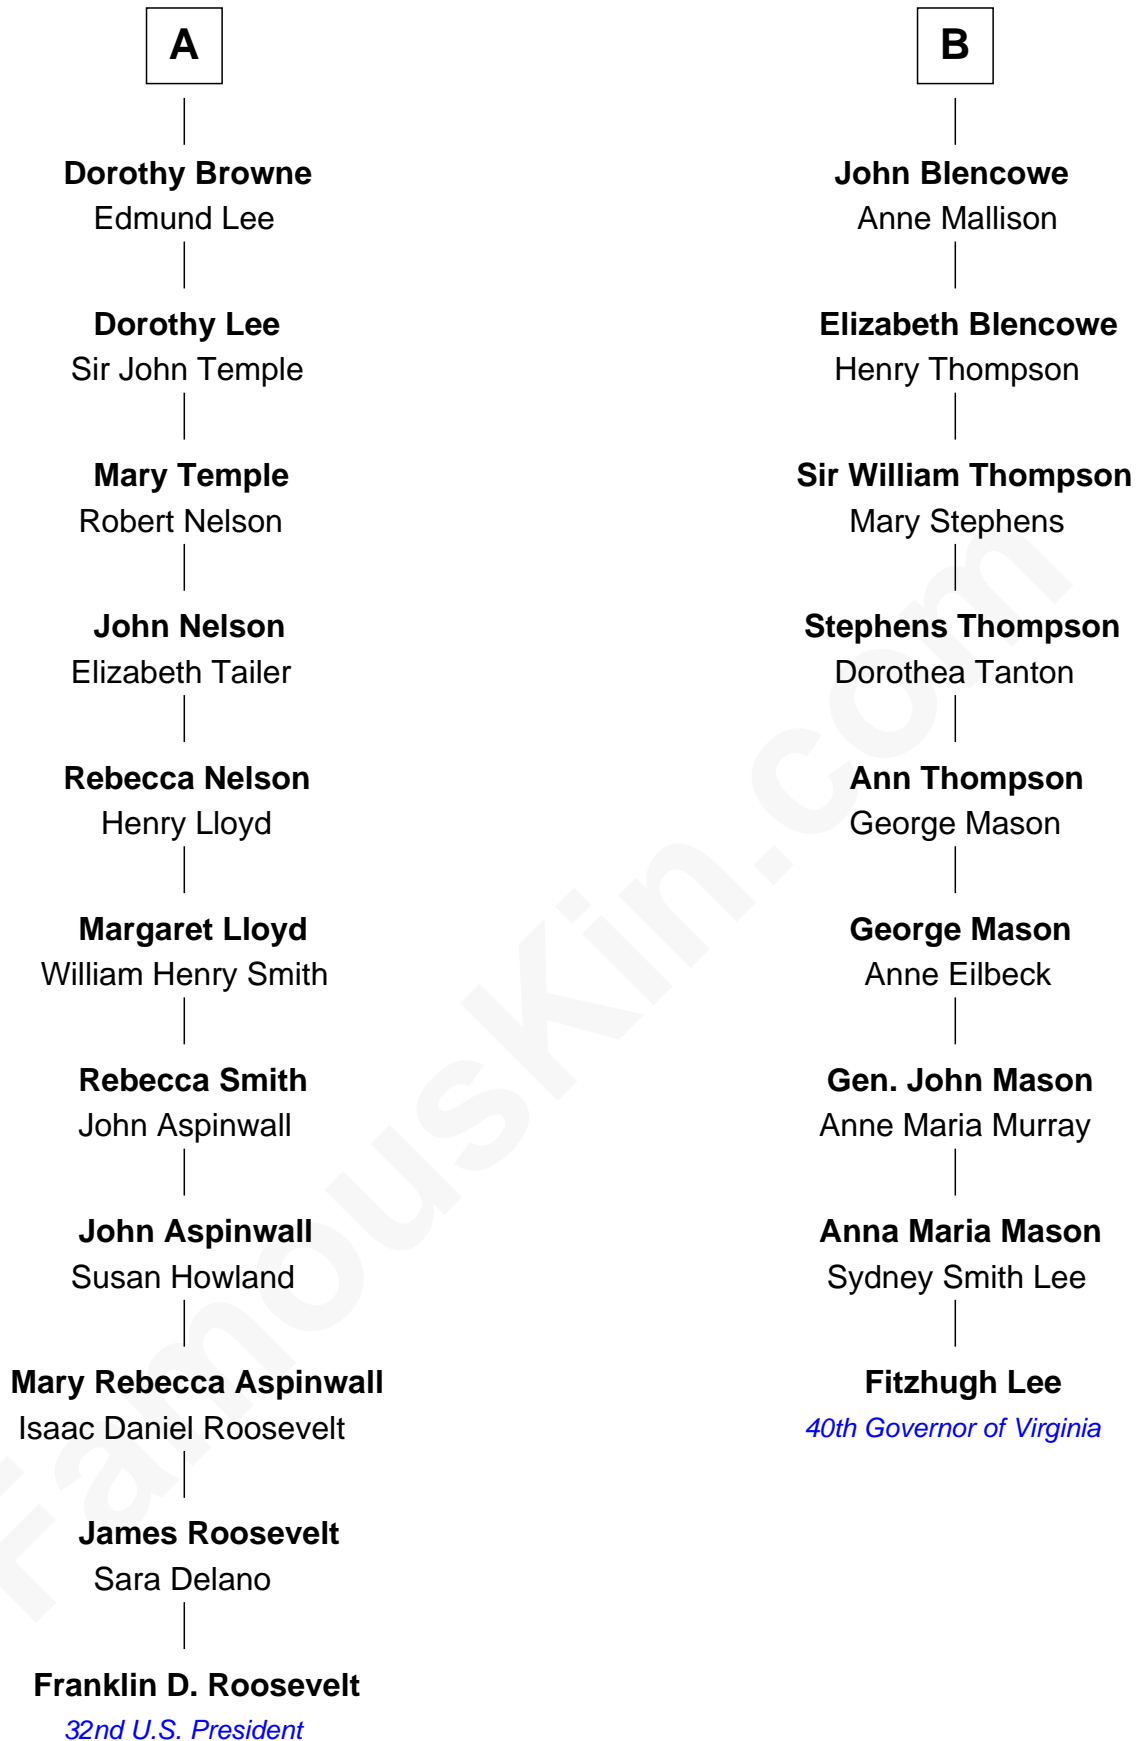 A
Dorothy Browne
Edmund Lee
Dorothy Lee
Sir John Temple
Mary Temple
Robert Nelson
John Nelson
Elizabeth Tailer
Rebecca Nelson
Henry Lloyd
Margaret Lloyd
William Henry Smith
Rebecca Smith
John Aspinwall
John Aspinwall
Susan Howland
Mary Rebecca Aspinwall
Isaac Daniel Roosevelt
James Roosevelt
Sara Delano
Franklin D. Roosevelt
32nd U.S. President
B
John Blencowe
Anne Mallison
Elizabeth Blencowe
Henry Thompson
Sir William Thompson
Mary Stephens
Stephens Thompson
Dorothea Tanton
Ann Thompson
George Mason
George Mason
Anne Eilbeck
Gen. John Mason
Anne Maria Murray
Anna Maria Mason
Sydney Smith Lee
Fitzhugh Lee
40th Governor of Virginia
FamousKin.com